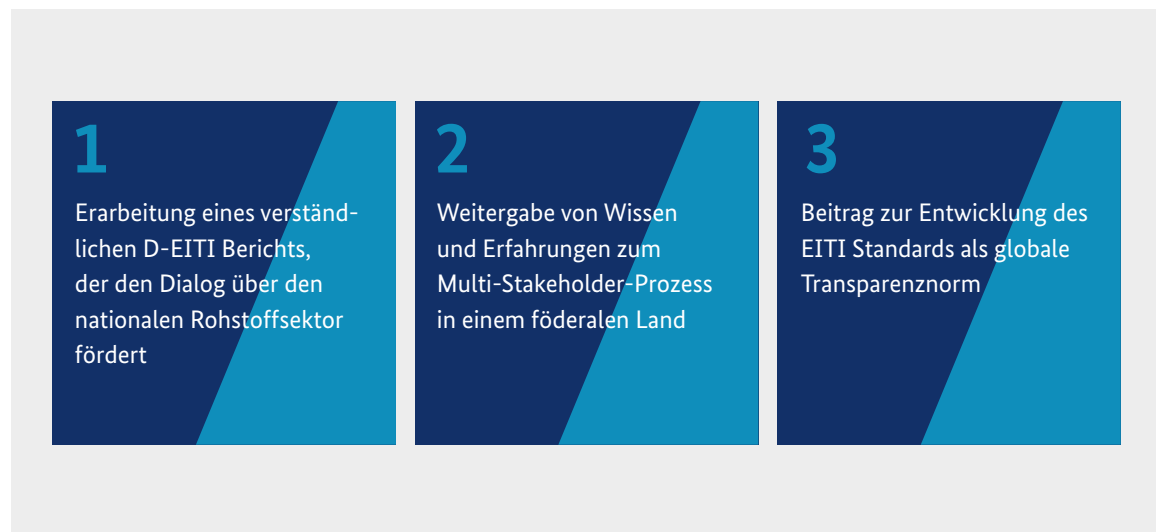 1
Erarbeitung eines verständ-
lichen D-EITI Berichts,
der den Dialog über den
nationalen Rohstoffsektor
fördert
2
Weitergabe von Wissen
und Erfahrungen zum
Multi-Stakeholder-Prozess
in einem föderalen Land
3
Beitrag zur Entwicklung des
EITI Standards als globale
Transparenznorm